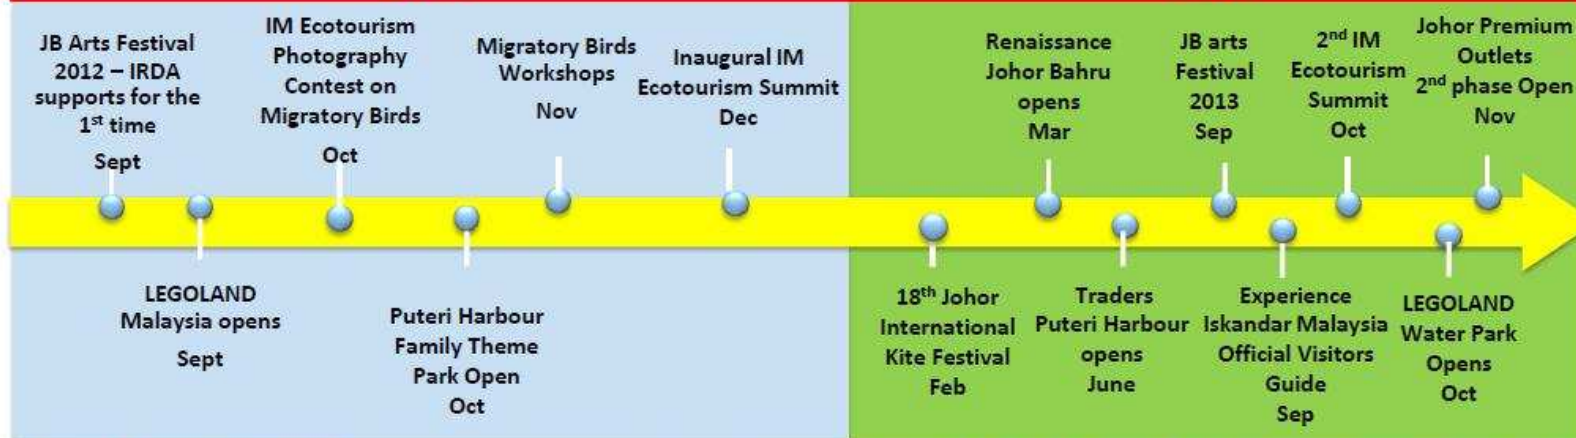 JB Arts Festival
2012 – IRDA
supports for the
1st time
Sept
LEGOLAND
Malaysia opens
Sept
IM Ecotourism
Photography
Contest on
Migratory Birds
Oct
Puteri Harbour
Family Theme
Park Open
Oct
Migratory Birds
Workshops
Nov
Inaugural IM
Ecotourism Summit
Dec
18th Johor
International
Kite Festival
Feb
Renaissance
Johor Bahru
opens
Mar
Traders
Puteri Harbour
opens
June
JB arts
Festival
2013
Sep
Experience
Iskandar Malaysia
Official Visitors
Guide
Sep
2nd IM
Ecotourism
Summit
Oct
LEGOLAND
Water Park
Opens
Oct
Johor Premium
Outlets
2nd phase Open
Nov